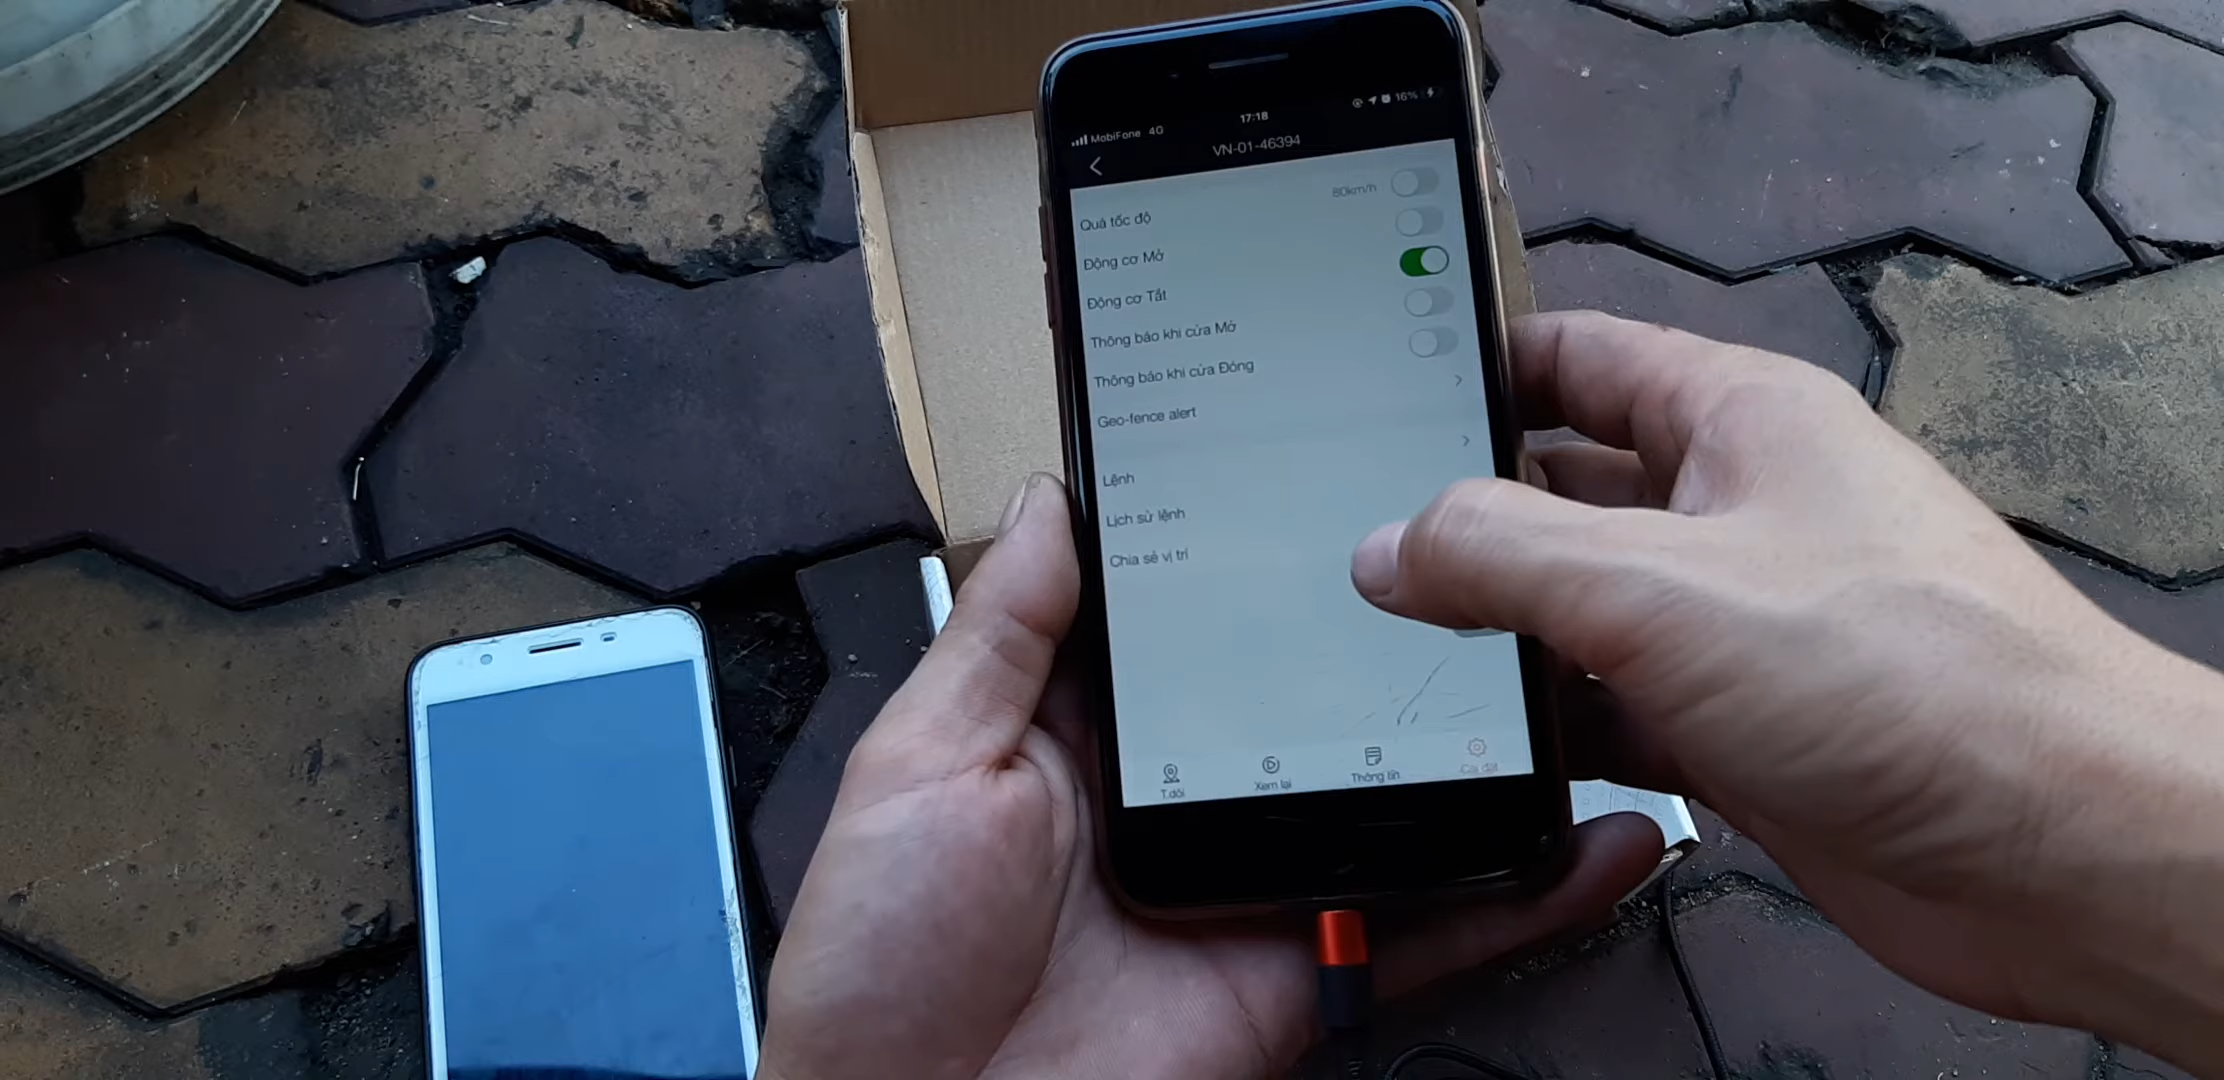 MobiFone 4G
17:18
16%
VN-01-46394
Quá tốc độ
80km/h
Động cơ Mở
Động cơ Tắt
Thông báo khi cửa Mở
Thông báo khi cửa Đóng
Geo-fence alert
Lệnh
Lịch sử lệnh
Chia sẻ vị trí
T.dõi
Xem lại
Thông tin
Cài đặt